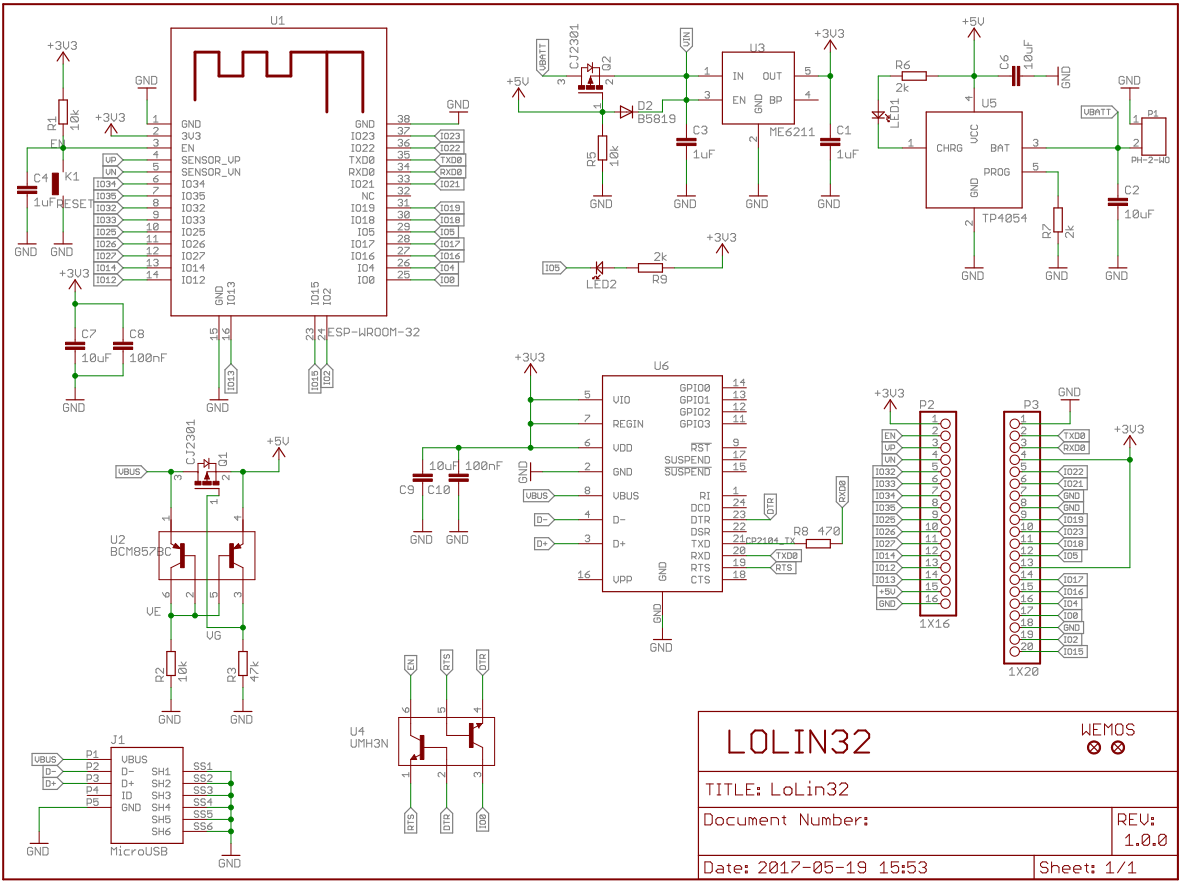 U1
+3V3
R1
10k
EN
C4
1uF
K1
RESET
GND
GND
GND
+3V3
1 GND
2 3V3
3 EN
VP 4 SENSOR_VP
VN 5 SENSOR_VN
IO34 6 IO34
IO35 7 IO35
IO32 8 IO32
IO33 9 IO33
IO25 10 IO25
IO26 11 IO26
IO27 12 IO27
IO14 13 IO14
IO12 14 IO12
GND
GND 38
IO23 37 IO23
IO22 36 IO22
TXD0 35 TXD0
RXD0 34 RXD0
IO21 33 IO21
NC 32
IO19 31 IO19
IO18 30 IO18
IO5 29 IO5
IO17 28 IO17
IO16 27 IO16
IO4 26 IO4
IO0 25 IO0
GND IO13 IO15 IO2
15 16 23 24
ESP-WROOM-32
IO13 IO15 IO2
GND
+3V3
C7
10uF
C8
100nF
GND
VBATT
CJ2301
Q2
3 2
1
+5V
D2
B5819
R5
10k
GND
VIN
C3
1uF
GND
U3
1 IN OUT 5
3 EN BP 4
GND
2
ME6211
GND
+3V3
C1
1uF
GND
+5V
C6
10uF
GND
R6
2k
LED1
U5
4
VCC
1 CHRG BAT 3
PROG 5
GND
2
TP4054
GND
R7
2k
GND
VBATT
C2
10uF
GND
GND
P1
1
2
PH-2-WO
IO5
LED2
2k
R9
+3V3
VBUS
CJ2301
Q1
3 2
1
+5V
U2
BCM857BC
1 4
6 2 5 3
VE
VG
R2
10k
R3
47k
GND
GND
J1
VBUS P1 VBUS
D- P2 D-
D+ P3 D+
P4 ID
P5 GND
SH1 SS1
SH2 SS2
SH3 SS3
SH4 SS4
SH5 SS5
SH6 SS6
MicroUSB
GND
GND
+3V3
C9
10uF
C10
100nF
GND
GND
GND
U6
5 VIO
7 REGIN
6 VDD
2 GND
VBUS 8 VBUS
D- 4 D-
D+ 3 D+
16 VPP
GPIO0 14
GPIO1 13
GPIO2 12
GPIO3 11
RST 9
SUSPEND 17
SUSPEND 15
RI 1
DCD 24
DTR 23
DSR 22
TXD 21 CP2104_TX
RXD 20 TXD0
RTS 19 RTS
CTS 18
DTR
R8 470
RXD0
GND
GND
GND
EN RTS DTR
6 5 4
U4
UMH3N
1 2 3
RTS DTR IO0
+3V3
P2
1
EN 2
VP 3
VN 4
IO32 5
IO33 6
IO34 7
IO35 8
IO25 9
IO26 10
IO27 11
IO14 12
IO12 13
IO13 14
+5V 15
GND 16
1X16
GND
P3
+3V3
1
2 TXD0
3 RXD0
4
5 IO22
6 IO21
7 GND
8 GND
9 IO19
10 IO23
11 IO18
12 IO5
13
14 IO17
15 IO16
16 IO4
17 IO0
18 GND
19 IO2
20 IO15
1X20
LOLIN32
WEMOS
TITLE: LoLin32
Document Number:
REV:
1.0.0
Date: 2017-05-19 15:53
Sheet: 1/1